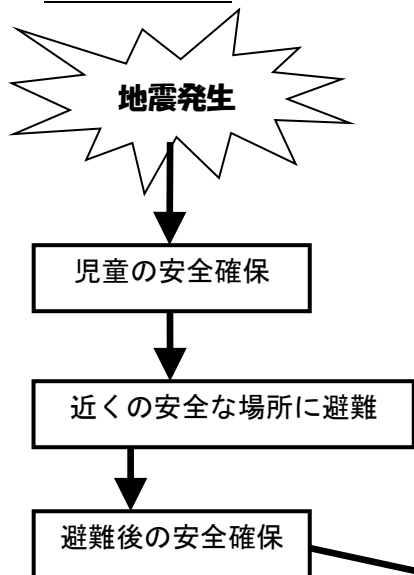 地震発生
児童の安全確保
近くの安全な場所に避難
避難後の安全確保